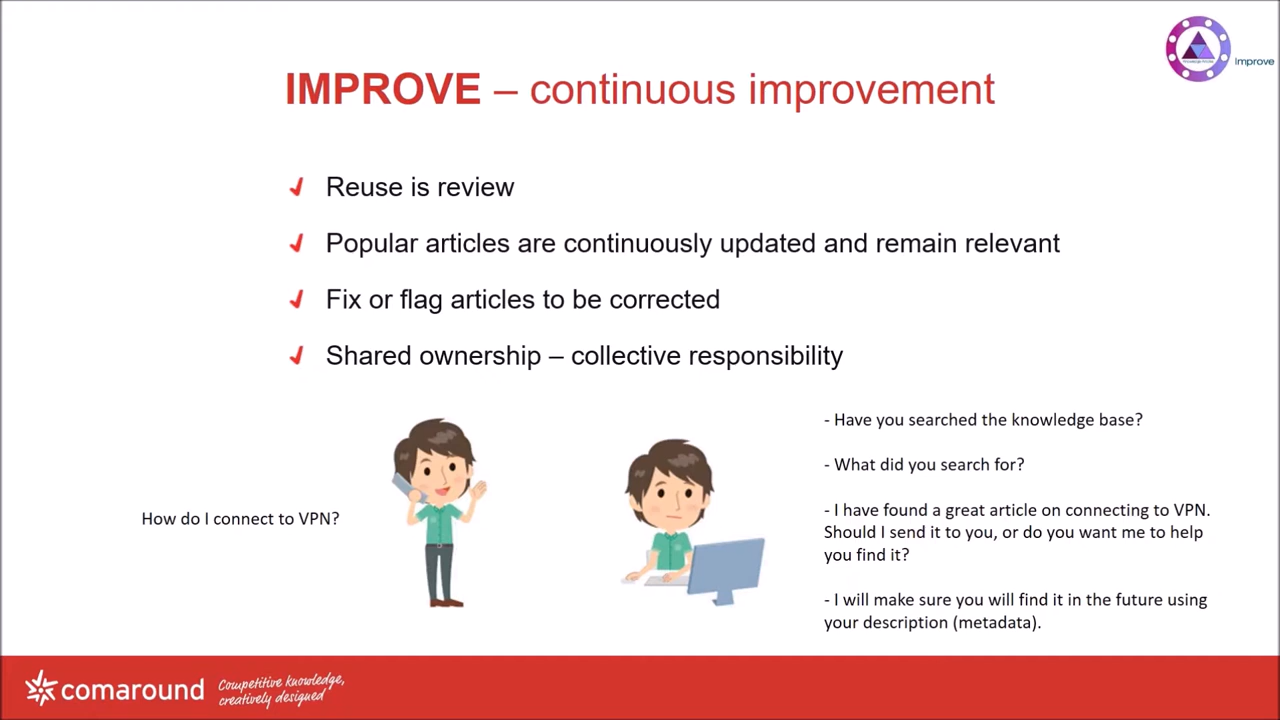 Improve
IMPROVE – continuous improvement
Reuse is review
Popular articles are continuously updated and remain relevant
Fix or flag articles to be corrected
Shared ownership – collective responsibility
How do I connect to VPN?
- Have you searched the knowledge base?
- What did you search for?
- I have found a great article on connecting to VPN.
Should I send it to you, or do you want me to help
you find it?
- I will make sure you will find it in the future using
your description (metadata).
comaround
Competitive knowledge,
creatively designed